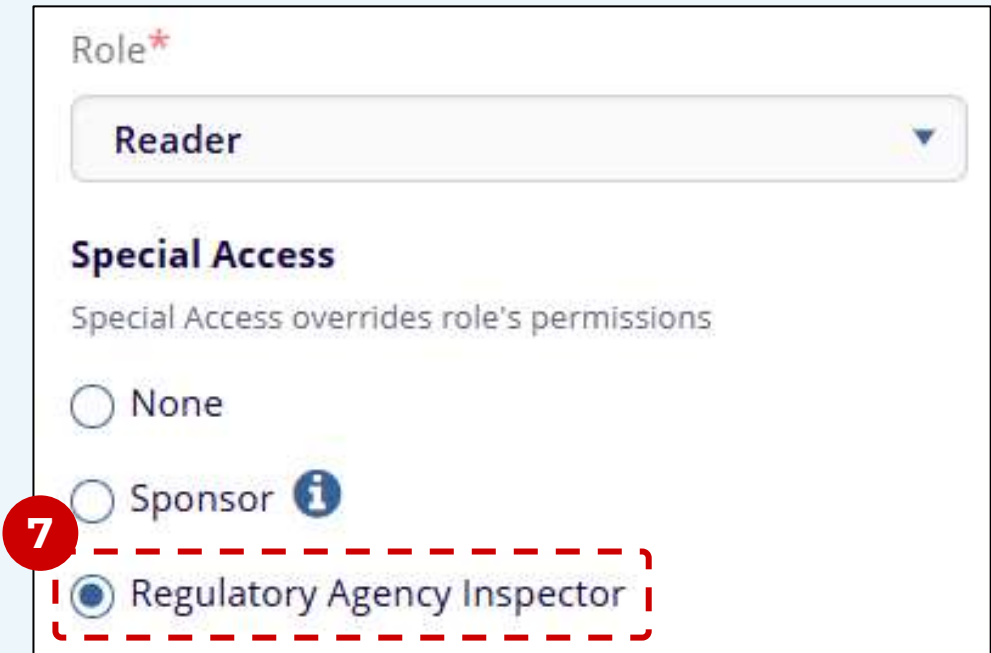 Role*
Reader
Special Access
Special Access overrides role's permissions
None
Sponsor
7
Regulatory Agency Inspector